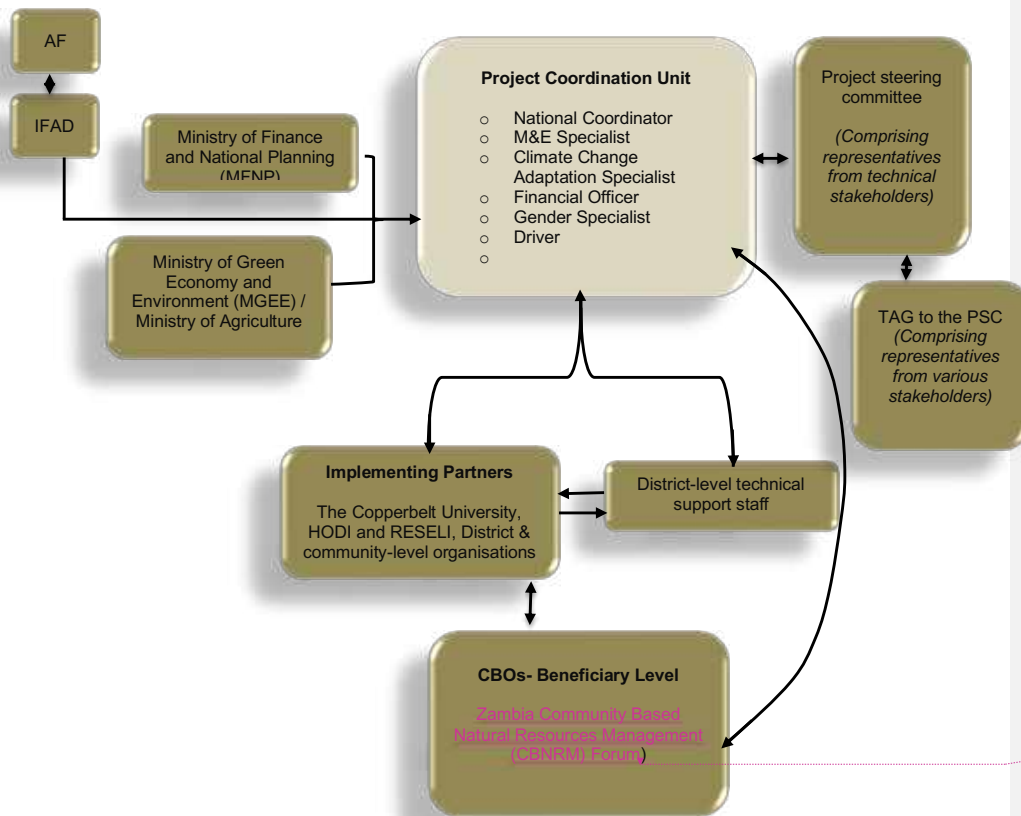 AF
IFAD
Ministry of Finance
and National Planning
(MFNP)
Ministry of Green
Economy and
Environment (MGEE) /
Ministry of Agriculture
Project Coordination Unit
o National Coordinator
o M&E Specialist
o Climate Change
Adaptation Specialist
o Financial Officer
o Gender Specialist
o Driver
o
Project steering
committee
(Comprising
representatives
from technical
stakeholders)
TAG to the PSC
(Comprising
representatives
from various
stakeholders)
Implementing Partners
The Copperbelt University,
HODI and RESELI, District &
community-level organisations
District-level technical
support staff
CBOs- Beneficiary Level
Zambia Community Based
Natural Resources Management
(CBNRM) Forum)